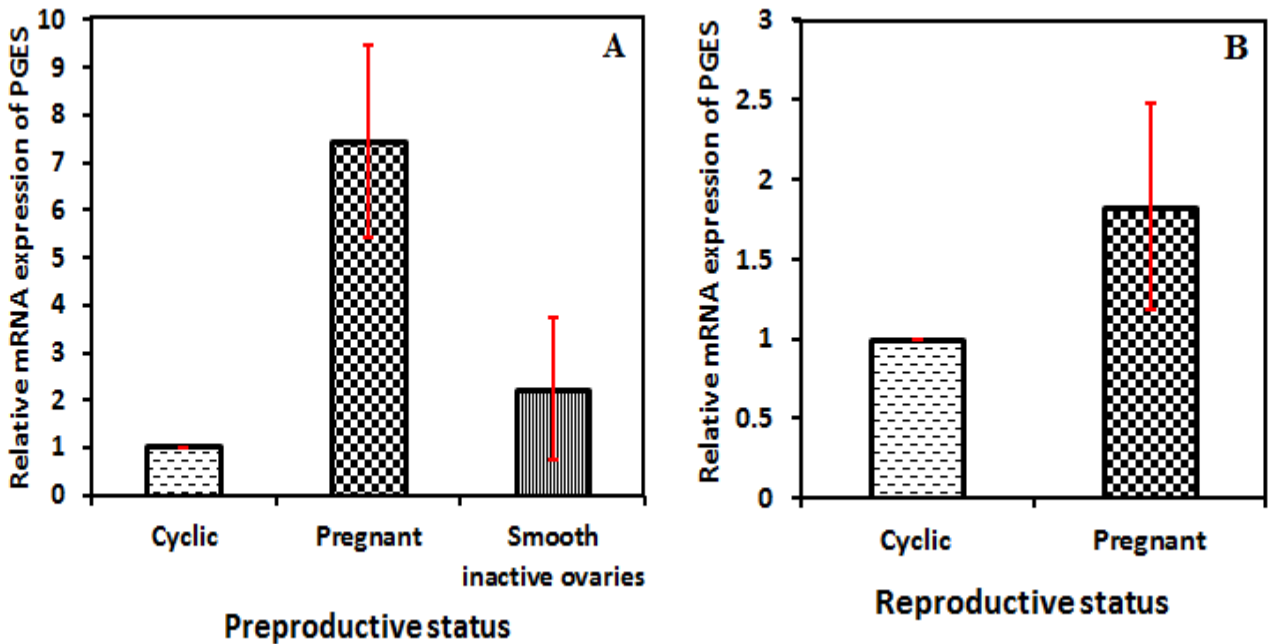 Relative mRNA expression of PGES
10
9
8
7
6
5
4
3
2
1
0
A
Cyclic
Pregnant
Smooth
inactive ovaries
Preproductive status
Relative mRNA expression of PGES
3
2.5
2
1.5
1
0.5
0
B
Cyclic
Pregnant
Reproductive status